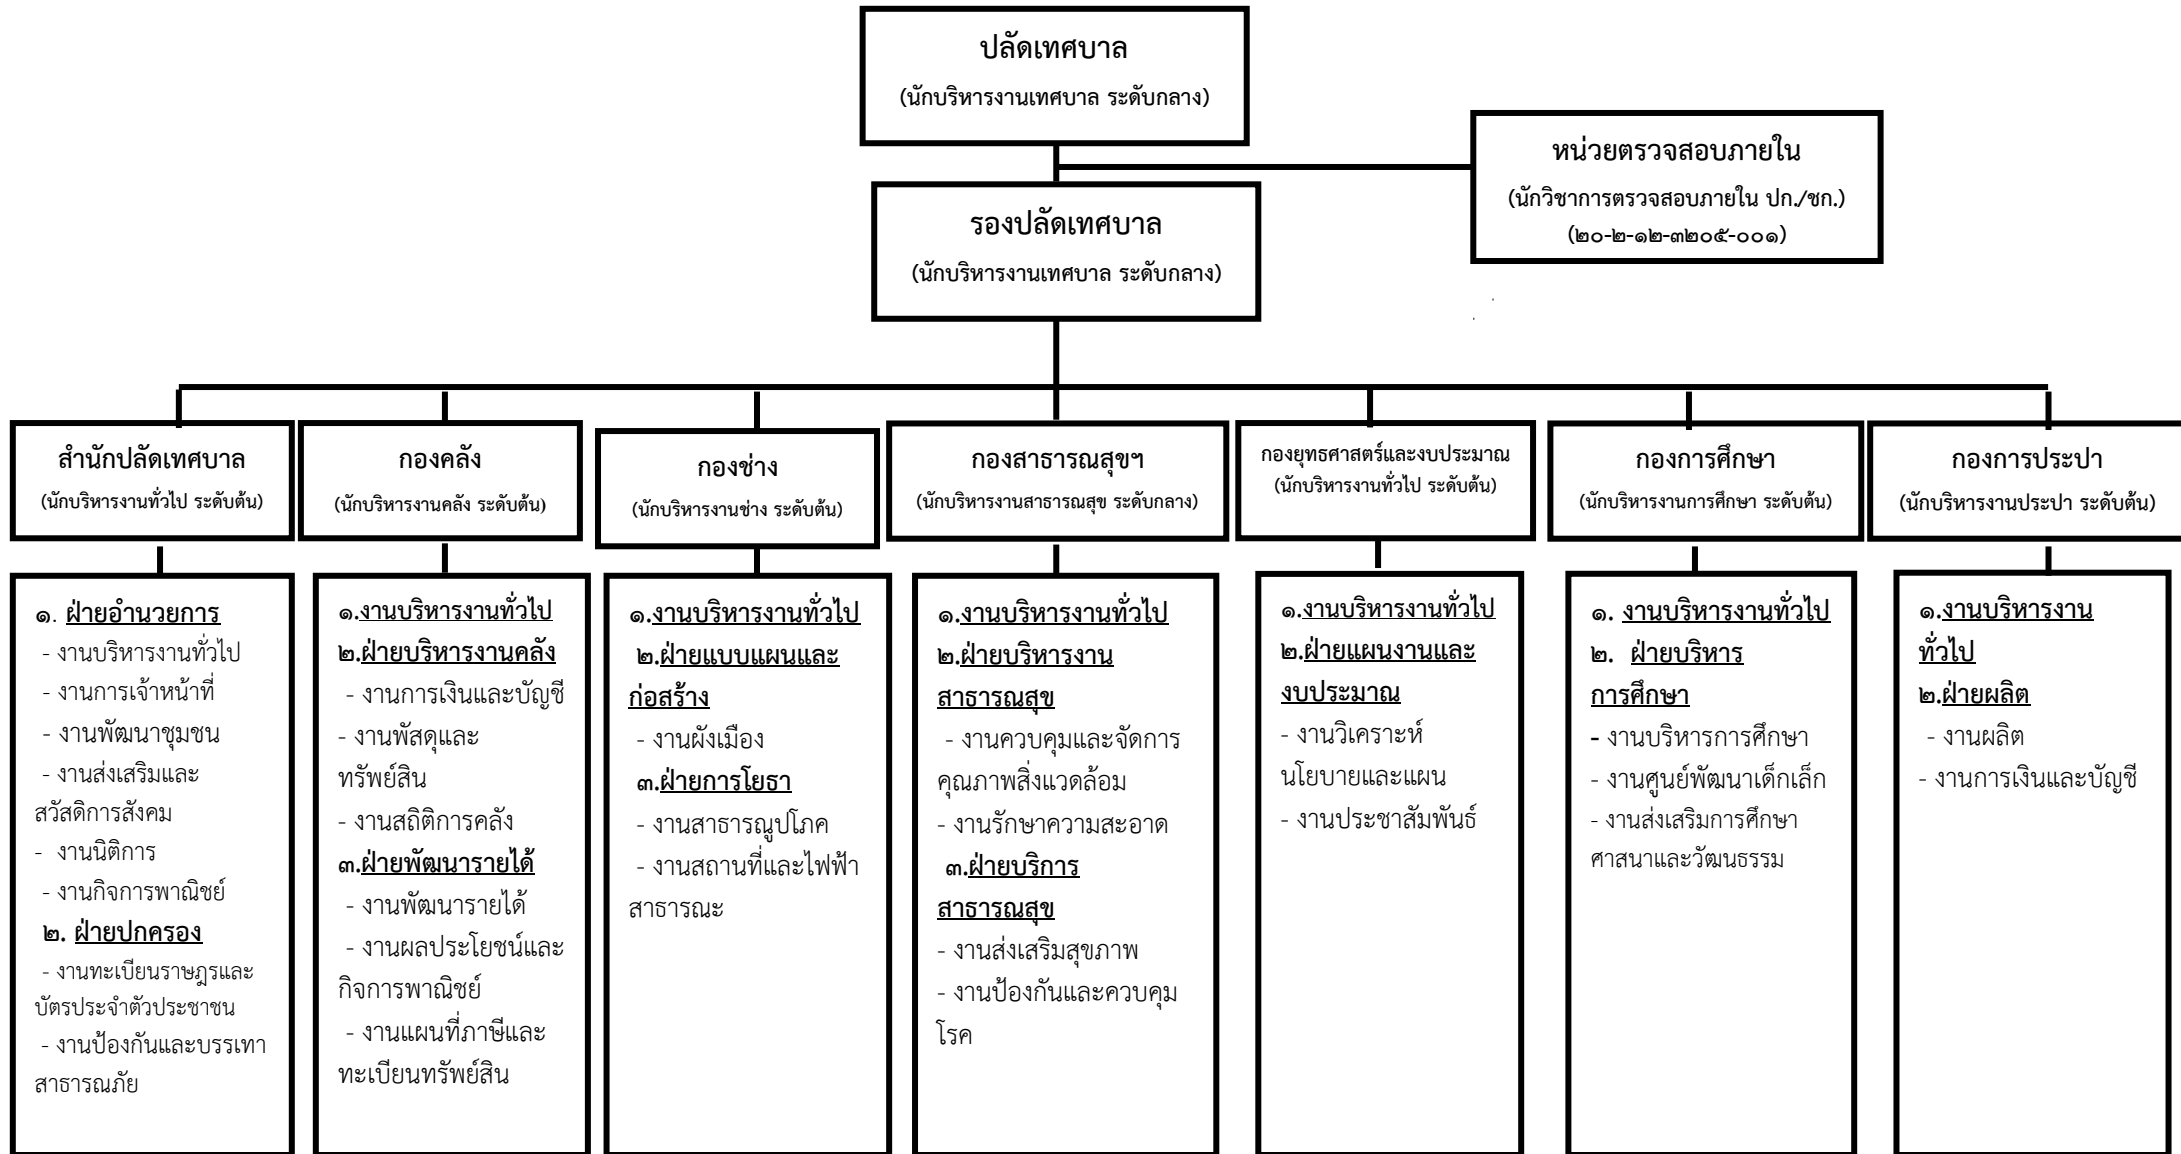 ปลัดเทศบาล
(นักบริหารงานเทศบาล ระดับกลาง)
หน่วยตรวจสอบภายใน
(นักวิชาการตรวจสอบภายใน ปก./ชก.)
(๒๐-๒-๑๒-๓๒๐๕-๐๐๑)
รองปลัดเทศบาล
(นักบริหารงานเทศบาล ระดับกลาง)
สำนักปลัดเทศบาล
(นักบริหารงานทั่วไป ระดับต้น)
กองคลัง
(นักบริหารงานคลัง ระดับต้น)
กองช่าง
(นักบริหารงานช่าง ระดับต้น)
กองสาธารณสุขฯ
(นักบริหารงานสาธารณสุข ระดับกลาง)
กองยุทธศาสตร์และงบประมาณ
(นักบริหารงานทั่วไป ระดับต้น)
กองการศึกษา
(นักบริหารงานการศึกษา ระดับต้น)
กองการประปา
(นักบริหารงานประปา ระดับต้น)
๑. ฝ่ายอำนวยการ
- งานบริหารงานทั่วไป
- งานการเจ้าหน้าที่
- งานพัฒนาชุมชน
- งานส่งเสริมและ
สวัสดิการสังคม
- งานนิติการ
- งานกิจการพาณิชย์
๒. ฝ่ายปกครอง
- งานทะเบียนราษฎรและ
บัตรประจำตัวประชาชน
- งานป้องกันและบรรเทา
สาธารณภัย
๑.งานบริหารงานทั่วไป
๒.ฝ่ายบริหารงานคลัง
- งานการเงินและบัญชี
- งานพัสดุและ
ทรัพย์สิน
- งานสถิติการคลัง
๓.ฝ่ายพัฒนารายได้
- งานพัฒนารายได้
- งานผลประโยชน์และ
กิจการพาณิชย์
- งานแผนที่ภาษีและ
ทะเบียนทรัพย์สิน
๑.งานบริหารงานทั่วไป
๒.ฝ่ายแบบแผนและ
ก่อสร้าง
- งานผังเมือง
๓.ฝ่ายการโยธา
- งานสาธารณูปโภค
- งานสถานที่และไฟฟ้า
สาธารณะ
๑.งานบริหารงานทั่วไป
๒.ฝ่ายบริหารงาน
สาธารณสุข
- งานควบคุมและจัดการ
คุณภาพสิ่งแวดล้อม
- งานรักษาความสะอาด
๓.ฝ่ายบริการ
สาธารณสุข
- งานส่งเสริมสุขภาพ
- งานป้องกันและควบคุม
โรค
๑.งานบริหารงานทั่วไป
๒.ฝ่ายแผนงานและ
งบประมาณ
- งานวิเคราะห์
นโยบายและแผน
- งานประชาสัมพันธ์
๑. งานบริหารงานทั่วไป
๒. ฝ่ายบริหาร
การศึกษา
- งานบริหารการศึกษา
- งานศูนย์พัฒนาเด็กเล็ก
- งานส่งเสริมการศึกษา
ศาสนาและวัฒนธรรม
๑.งานบริหารงาน
ทั่วไป
๒.ฝ่ายผลิต
- งานผลิต
- งานการเงินและบัญชี